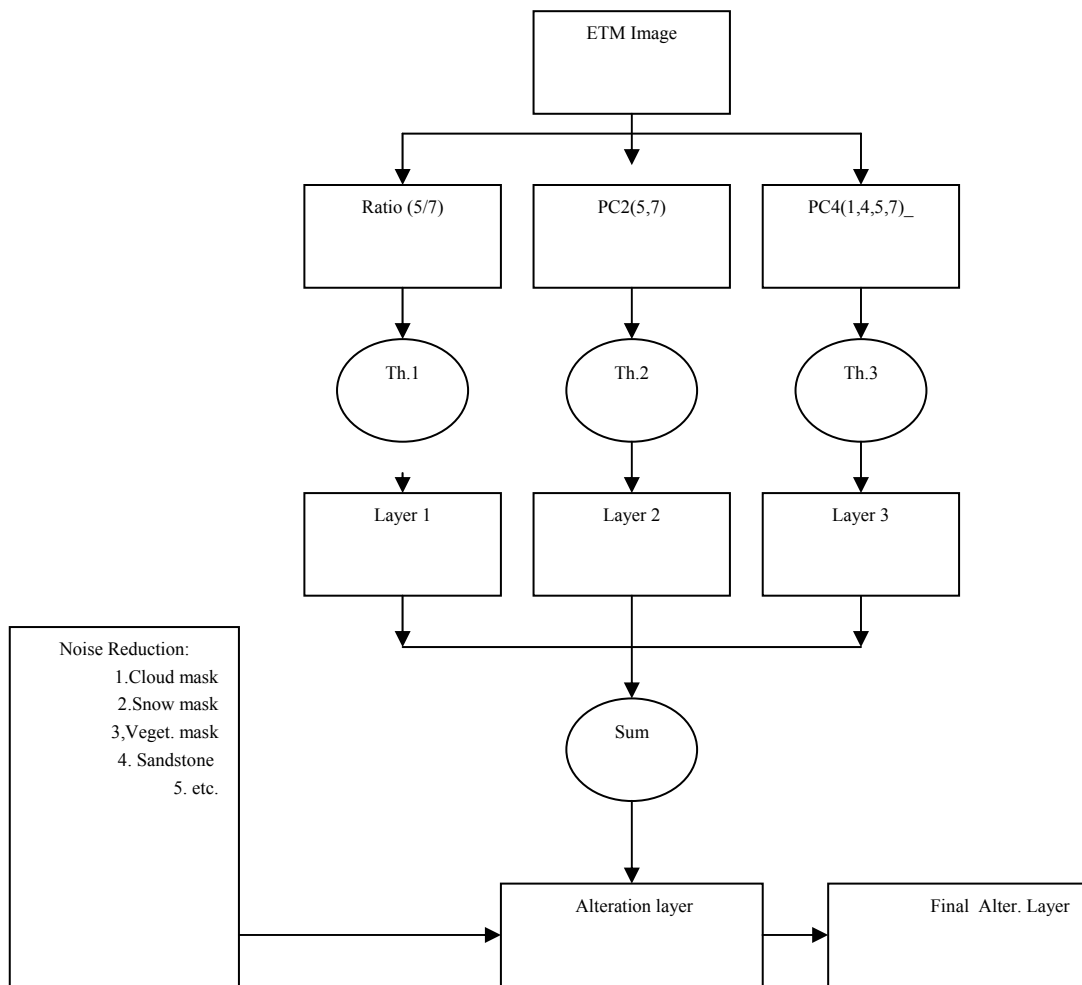 ETM Image
Ratio (5/7)
PC2(5,7)
PC4(1,4,5,7)_
Th.1
Th.2
Th.3
Layer 1
Layer 2
Layer 3
Noise Reduction:
1.Cloud mask
2.Snow mask
3,Veget. mask
4. Sandstone
5. etc.
Sum
Alteration layer
Final  Alter. Layer